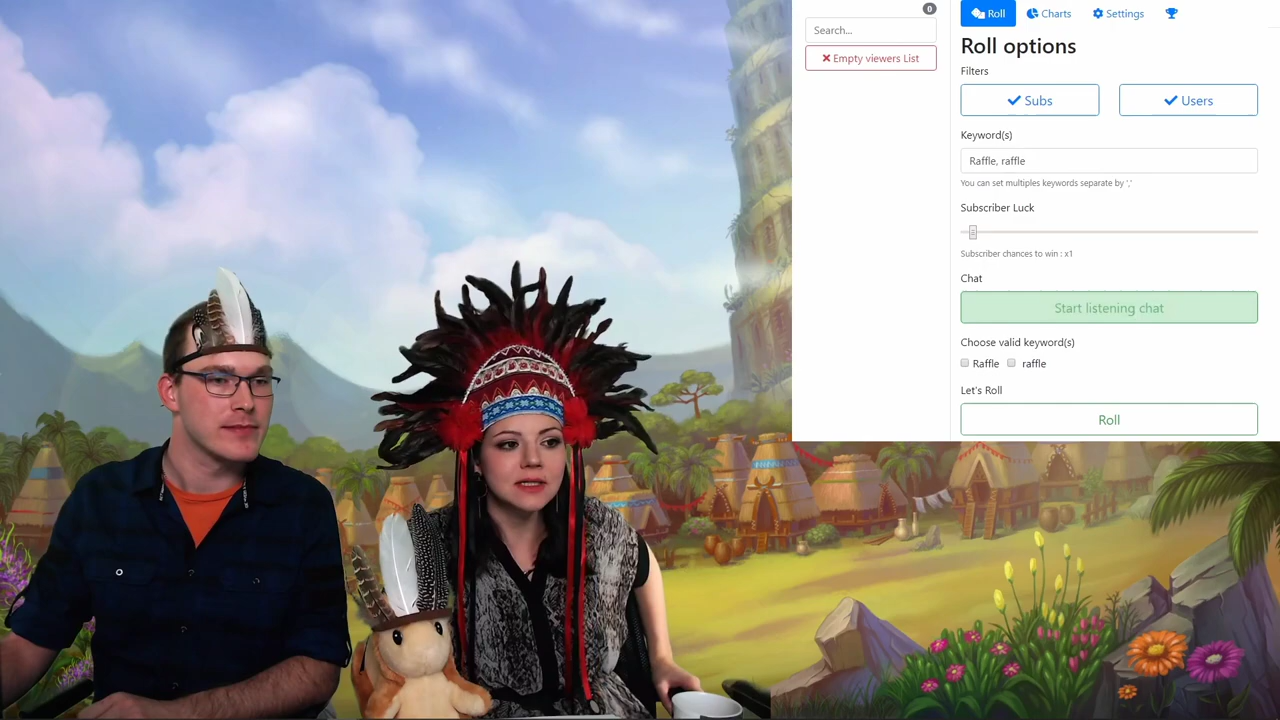 0
Search...
Empty viewers List
Roll Charts Settings
Roll options
Filters
Subs Users
Keyword(s)
Raffle, raffle
You can set multiples keywords separate by ','
Subscriber Luck
Subscriber chances to win : x1
Chat
Start listening chat
Choose valid keyword(s)
Raffle raffle
Let's Roll
Roll